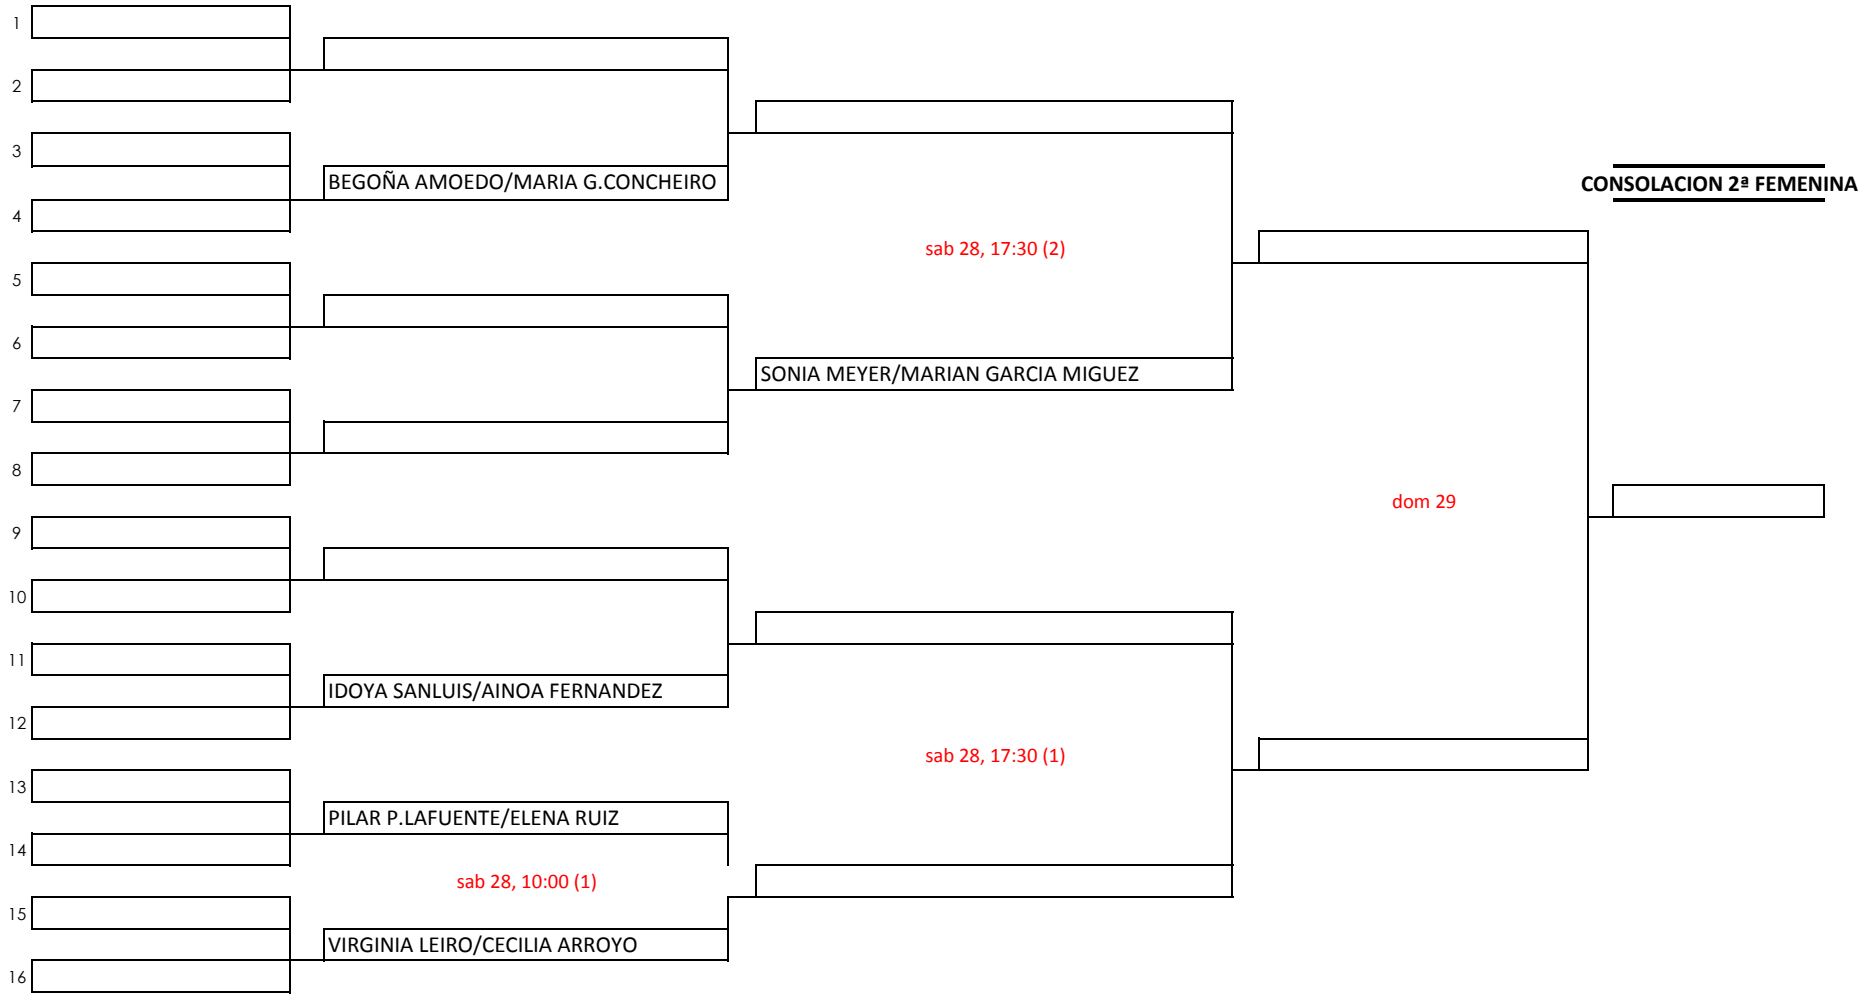 1
2
3
BEGOÑA AMOEDO/MARIA G.CONCHEIRO
CONSOLACION 2ª FEMENINA
4
sab 28, 17:30 (2)
5
6
SONIA MEYER/MARIAN GARCIA MIGUEZ
7
8
dom 29
9
10
11
IDOYA SANLUIS/AINOA FERNANDEZ
12
sab 28, 17:30 (1)
13
PILAR P.LAFUENTE/ELENA RUIZ
14
sab 28, 10:00 (1)
15
VIRGINIA LEIRO/CECILIA ARROYO
16